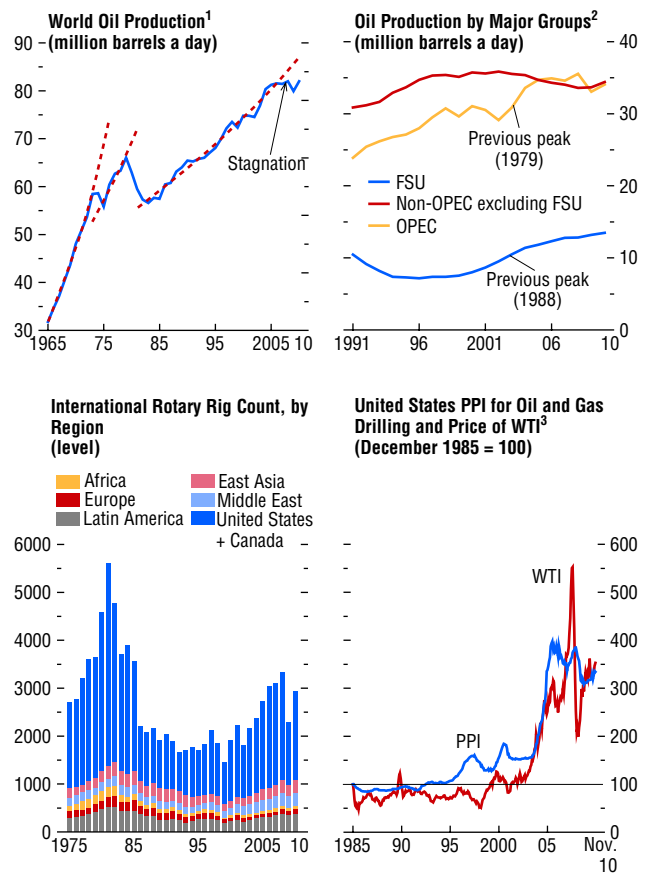 World Oil Production1
(million barrels a day)
90
80
70
60
50
40
30
Stagnation
1965 75 85 95 2005 10
Oil Production by Major Groups2
(million barrels a day)
40
30
20
10
0
Previous peak
(1979)
FSU
Non-OPEC excluding FSU
OPEC
Previous peak
(1988)
1991 96 2001 06 10
International Rotary Rig Count, by
Region
(level)
Africa
Europe
Latin America
East Asia
Middle East
United States
+ Canada
6000
5000
4000
3000
2000
1000
0
1975 85 95 2005 10
United States PPI for Oil and Gas
Drilling and Price of WTI3
(December 1985 = 100)
600
500
400
300
200
100
0
WTI
PPI
1985 90 95 2000 05 Nov.
10